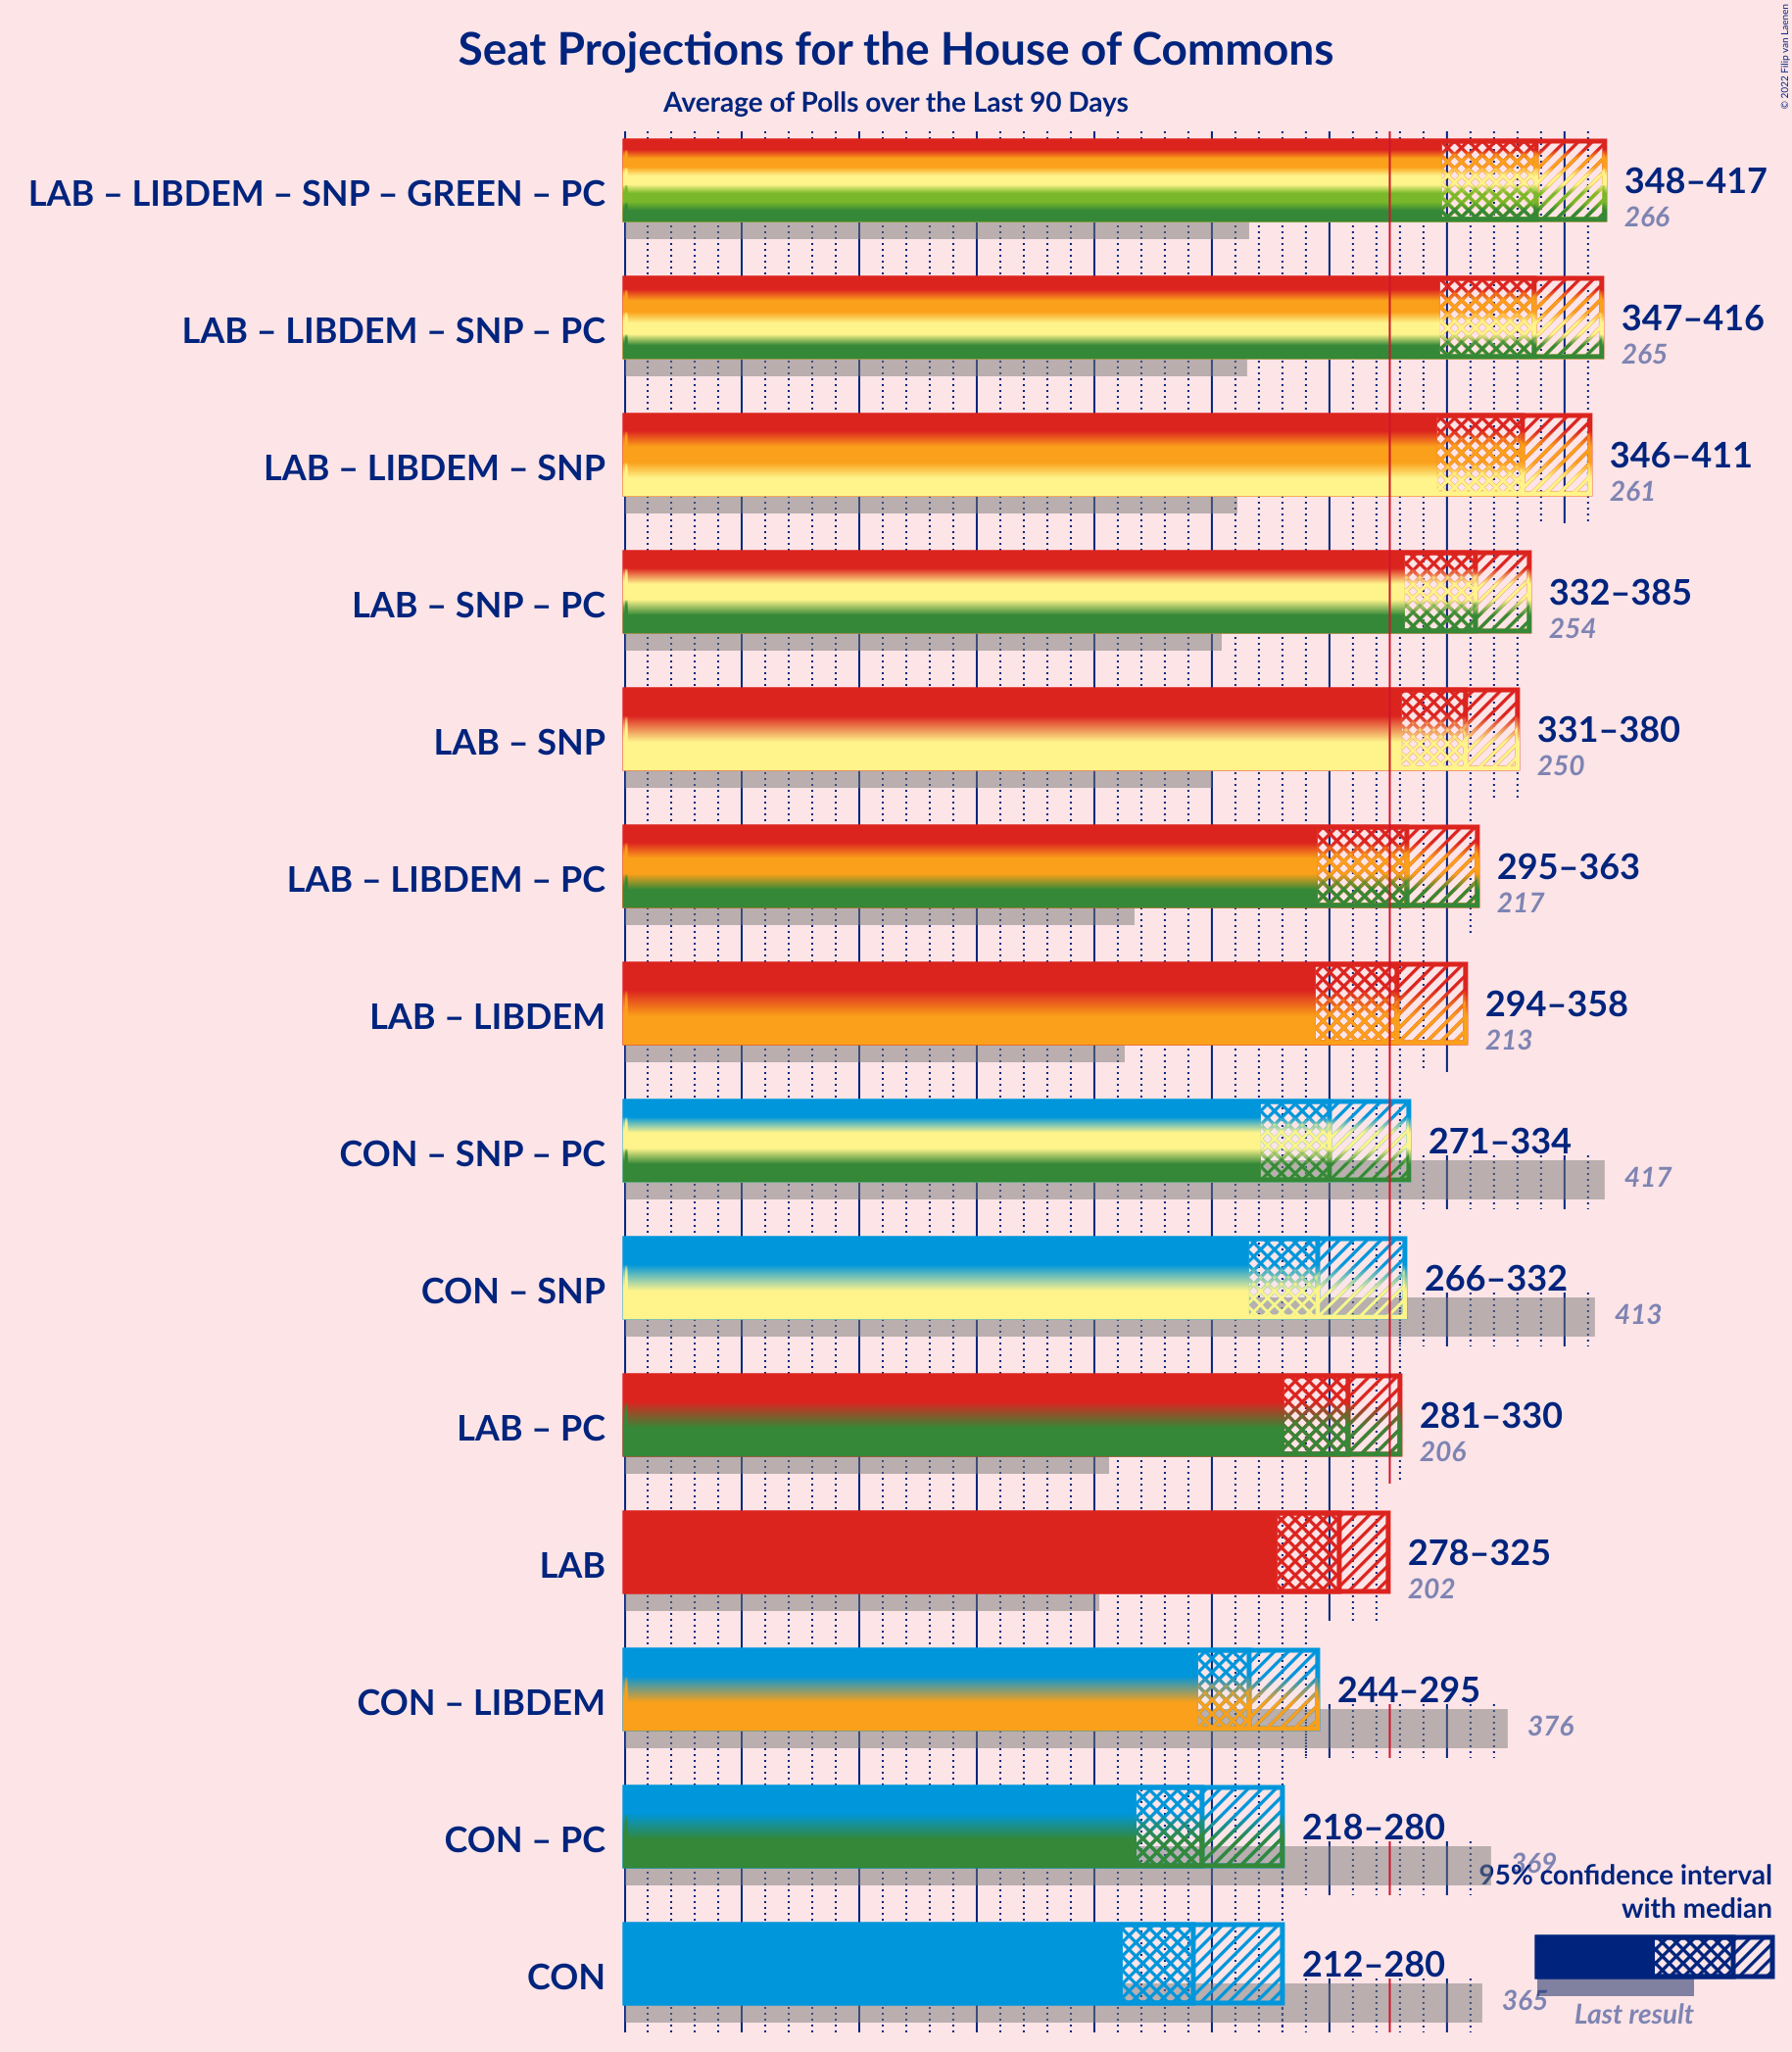 Seat Projections for the House of Commons
Average of Polls over the Last 90 Days
© 2022 Filip van Laenen
LAB – LIBDEM – SNP – GREEN – PC
348–417
266
LAB – LIBDEM – SNP – PC
347–416
265
LAB – LIBDEM – SNP
346–411
261
LAB – SNP – PC
332–385
254
LAB – SNP
331–380
250
LAB – LIBDEM – PC
295–363
217
LAB – LIBDEM
294–358
213
CON – SNP – PC
271–334
417
CON – SNP
266–332
413
LAB – PC
281–330
206
LAB
278–325
202
CON – LIBDEM
244–295
376
CON – PC
218–280
369
CON
212–280
365
95% confidence interval
with median
Last result